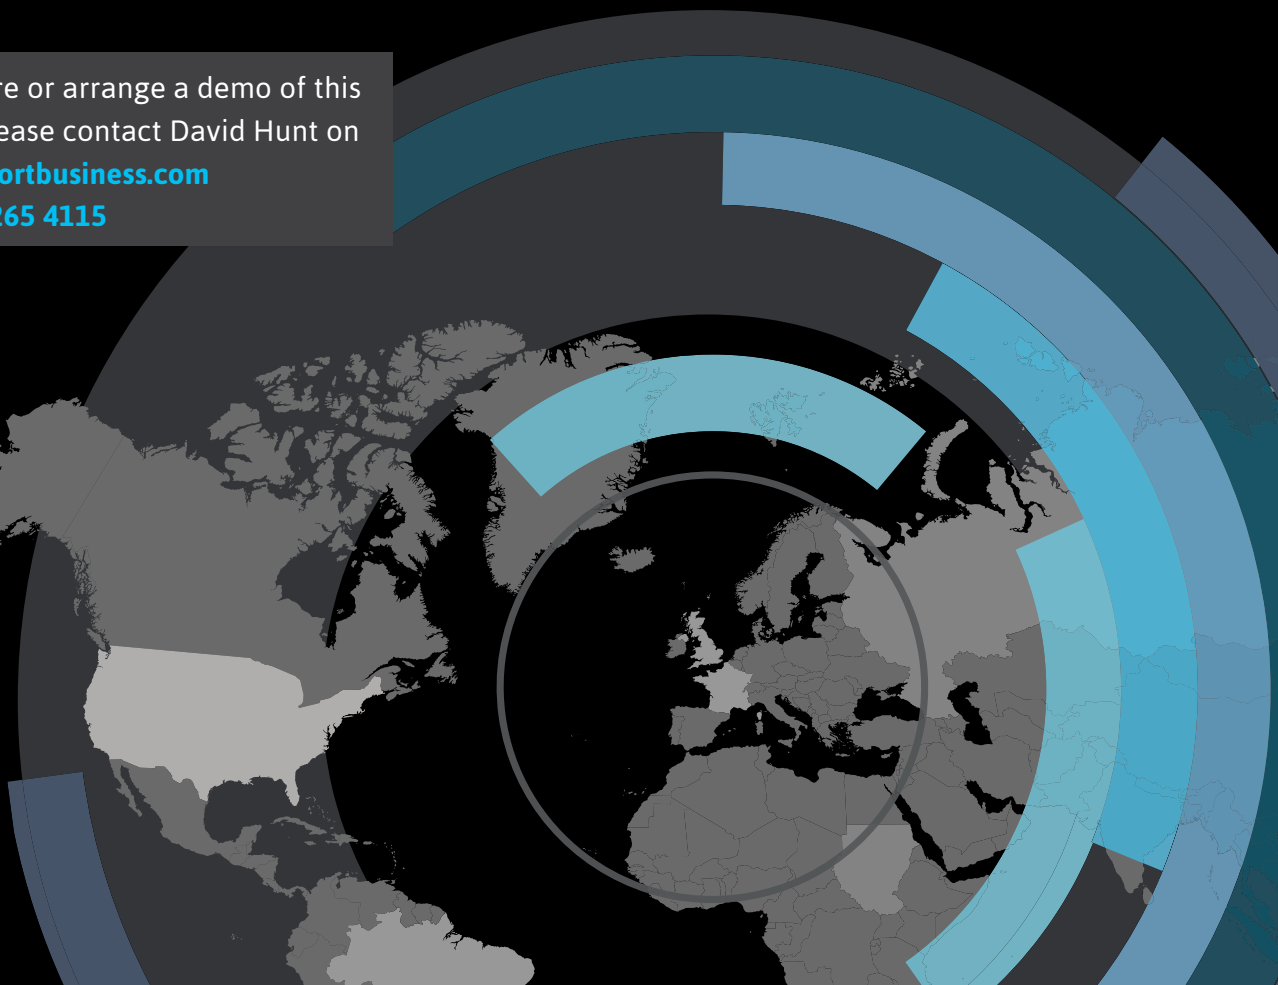 re or arrange a demo of this
ease contact David Hunt on
ortbusiness.com
265 4115